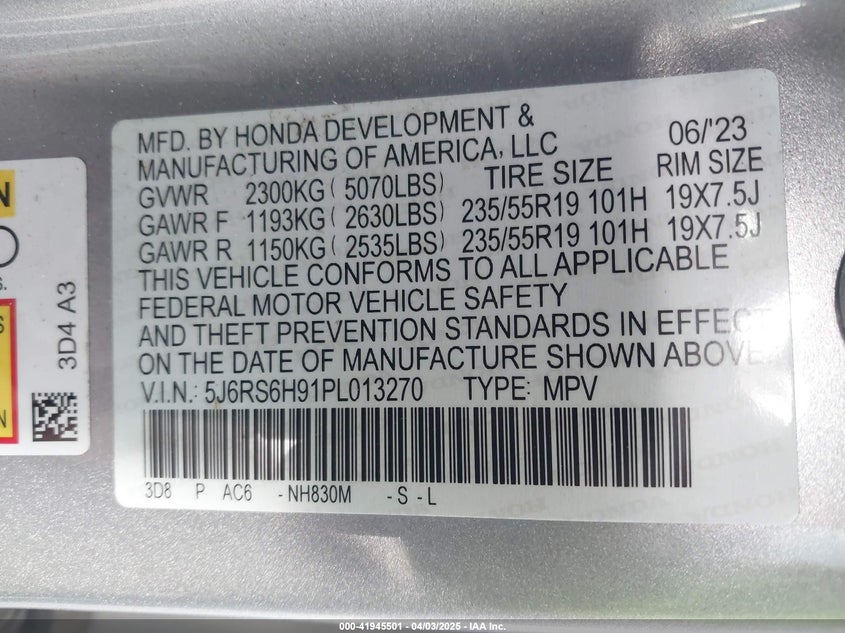 MFD. BY HONDA DEVELOPMENT & 06/'23
MANUFACTURING OF AMERICA, LLC TIRE SIZE RIM SIZE
GVWR 2300KG ( 5070LBS)
GAWR F 1193KG ( 2630LBS) 235/55R19 101H 19X7.5J
GAWR R 1150KG ( 2535LBS) 235/55R19 101H 19X7.5J
THIS VEHICLE CONFORMS TO ALL APPLICABLE
FEDERAL MOTOR VEHICLE SAFETY
AND THEFT PREVENTION STANDARDS IN EFFECT
ON THE DATE OF MANUFACTURE SHOWN ABOVE.
V.I.N.: 5J6RS6H91PL013270 TYPE: MPV
3D8 P AC6 -NH830M -S-L
3D4 A3
000-41945501 - 04/03/2025 - IAA Inc.